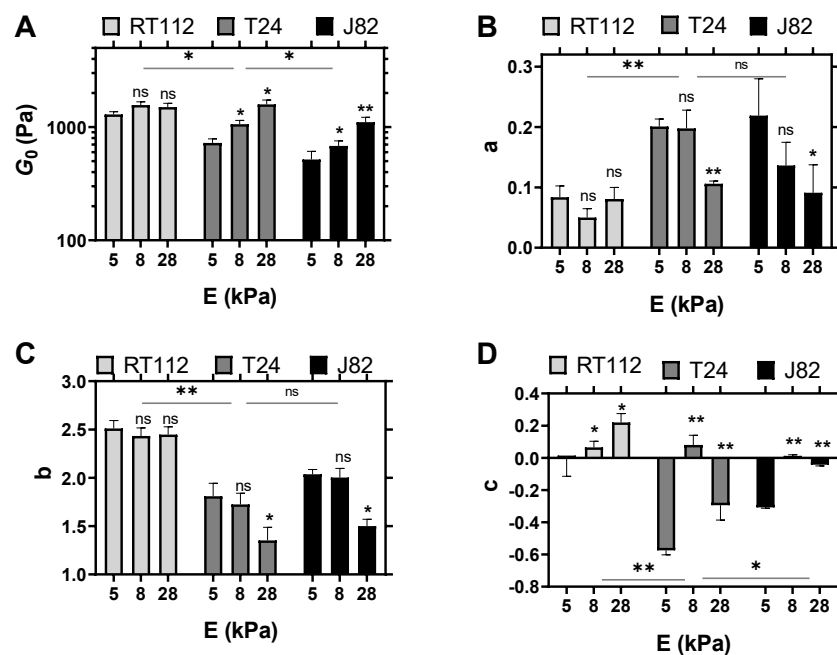 A
RT112 T24 J82
* *
ns ns * * * **
1000
100
G0 (Pa)
5 8 28 5 8 28 5 8 28
E (kPa)
B
RT112 T24 J82
** ns
0.3
0.2
0.1
0.0
a
ns ns ns ** ns *
5 8 28 5 8 28 5 8 28
E (kPa)
C
RT112 T24 J82
** ns
3.0
2.5
2.0
1.5
1.0
b
ns ns ns * ns *
5 8 28 5 8 28 5 8 28
E (kPa)
D
RT112 T24 J82
0.4
0.2
0.0
-0.2
-0.4
-0.6
-0.8
c
* * ** ** ** **
** *
5 8 28 5 8 28 5 8 28
E (kPa)